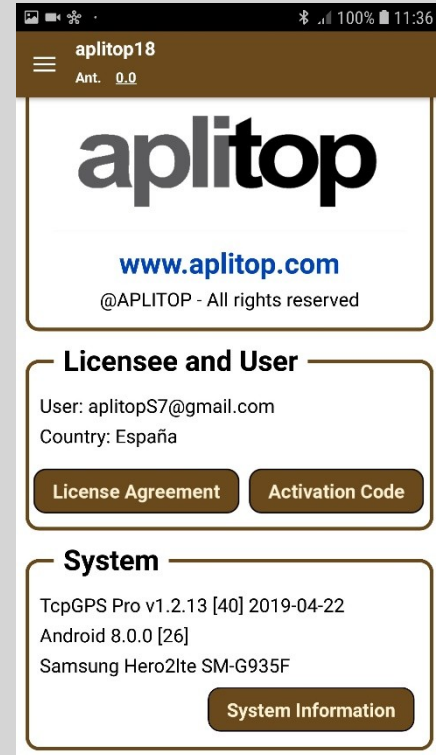 100% 11:36
aplitop18
Ant. 0.0
aplitop
www.aplitop.com
@APLITOP - All rights reserved
Licensee and User
User: aplitopS7@gmail.com
Country: España
License Agreement
Activation Code
System
TcpGPS Pro v1.2.13 [40] 2019-04-22
Android 8.0.0 [26]
Samsung Hero2lte SM-G935F
System Information